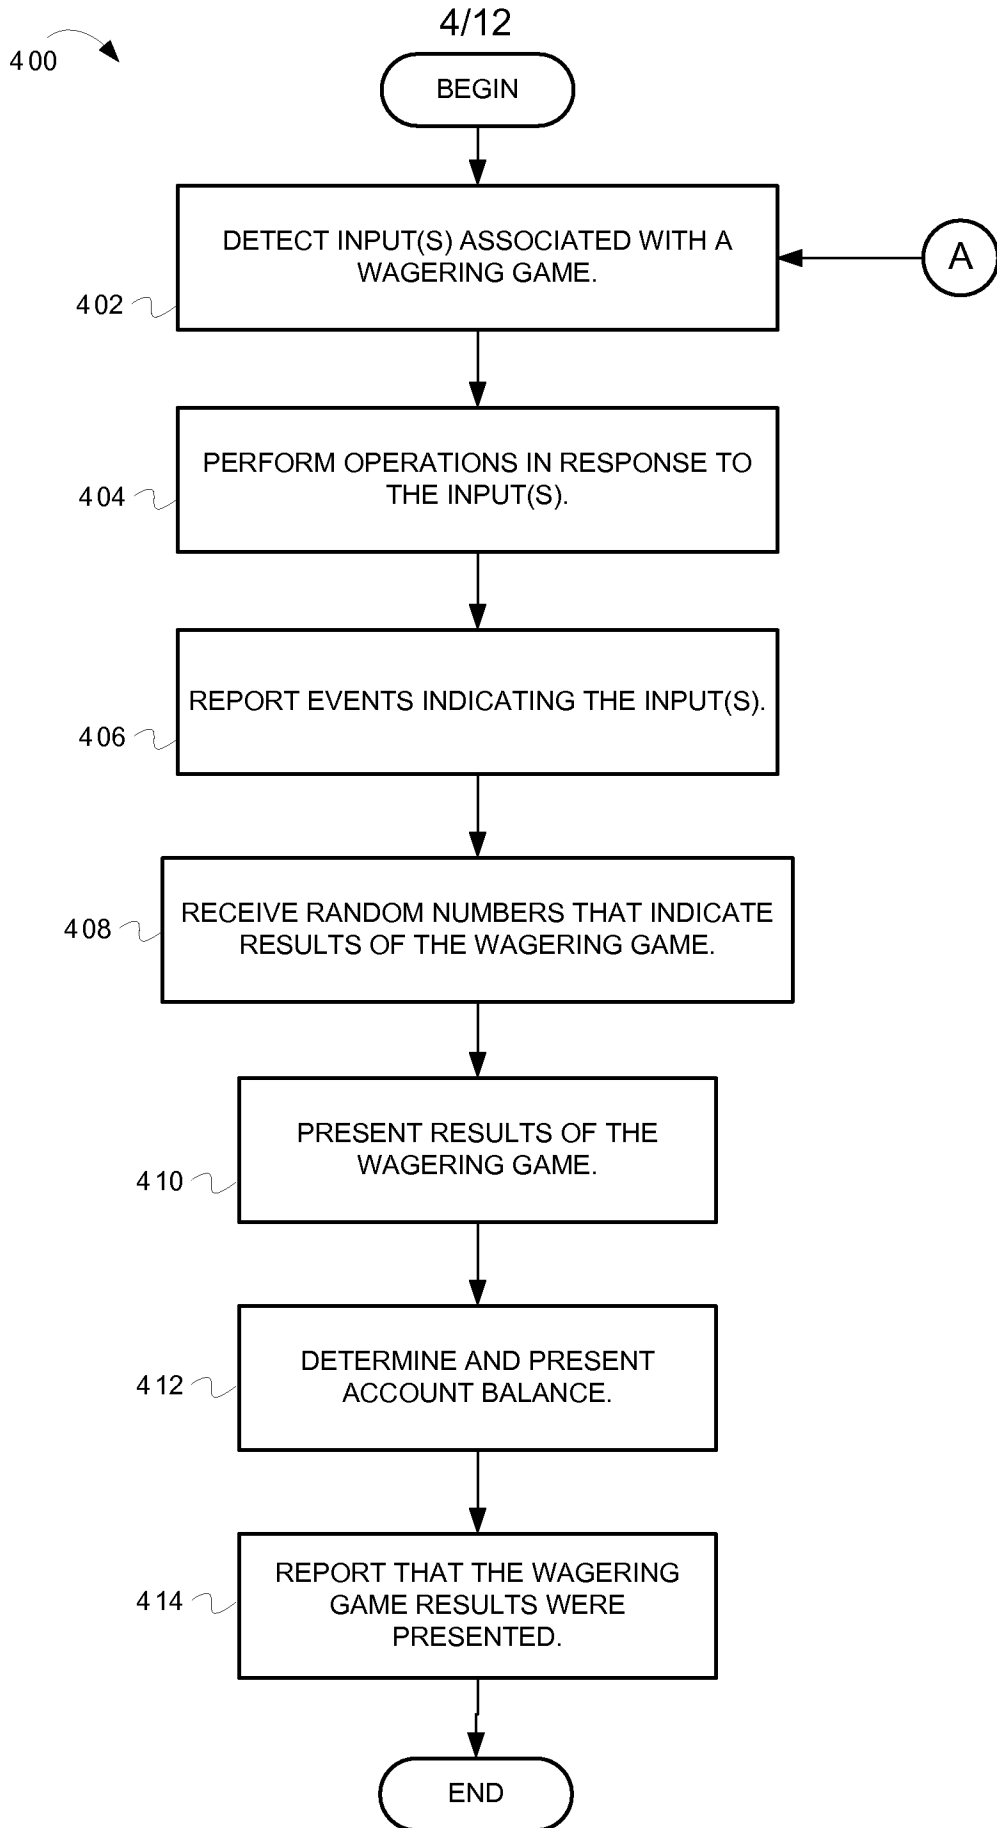 4/12
400
BEGIN
DETECT INPUT(S) ASSOCIATED WITH A
WAGERING GAME.
A
402
PERFORM OPERATIONS IN RESPONSE TO
THE INPUT(S).
404
REPORT EVENTS INDICATING THE INPUT(S).
406
RECEIVE RANDOM NUMBERS THAT INDICATE
RESULTS OF THE WAGERING GAME.
408
PRESENT RESULTS OF THE
WAGERING GAME.
410
DETERMINE AND PRESENT
ACCOUNT BALANCE.
412
REPORT THAT THE WAGERING
GAME RESULTS WERE
PRESENTED.
414
END